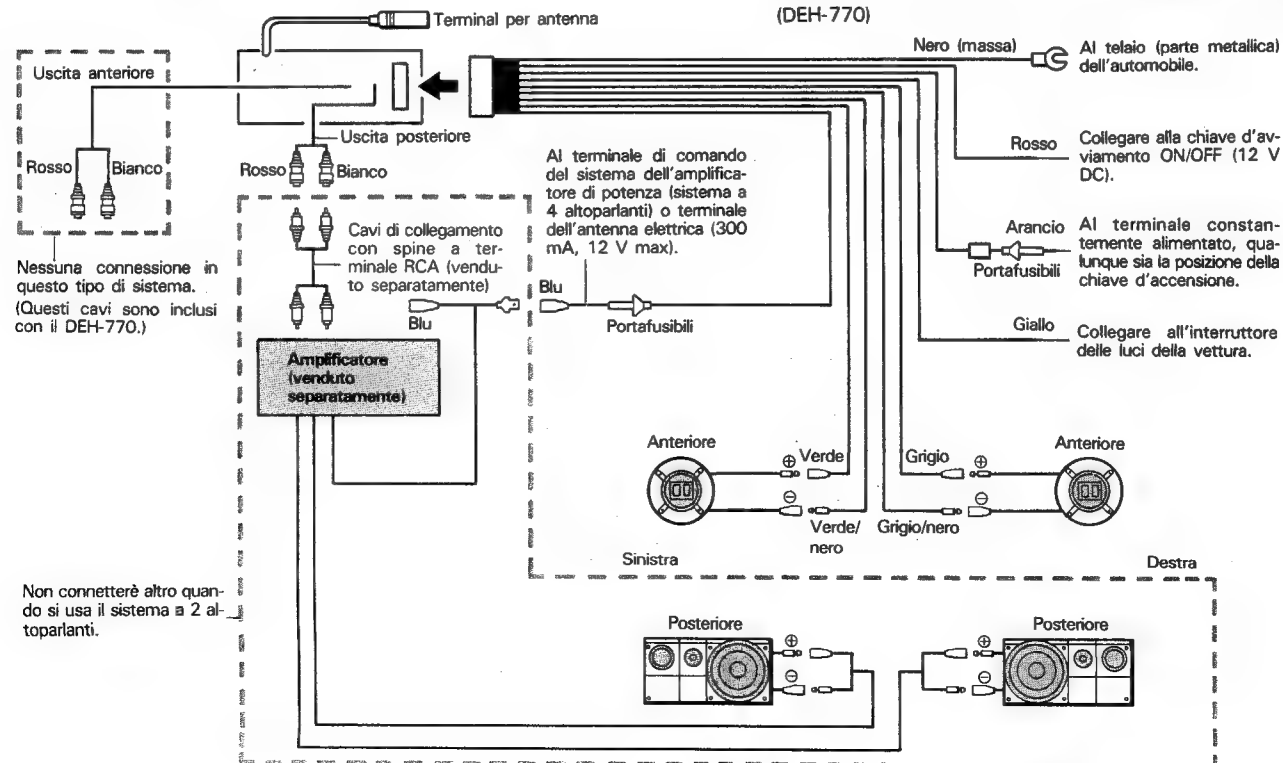 (DEH-770)
Terminal per antenna
Uscita anteriore
Rosso
Bianco
Nessuna connessione in
questo tipo di sistema.
(Questi cavi sono inclusi
con il DEH-770.)
Uscita posteriore
Rosso
Bianco
Cavi di collegamento
con spine a ter-
minale RCA (vendu-
to separatamente)
Blu
Amplificatore
(venduto
separatamente)
Al terminale di comando
del sistema dell'amplifica-
tore di potenza (sistema a
4 altoparlanti) o terminale
dell'antenna elettrica (300
mA, 12 V max).
Blu
Portafusibili
Nero (massa)
Al telaio (parte metallica)
dell'automobile.
Rosso
Collegare alla chiave d'av-
viamento ON/OFF (12 V
DC).
Arancio
Portafusibili
Al terminale constan-
temente alimentato, qua-
lunque sia la posizione della
chiave d'accensione.
Giallo
Collegare all'interruttore
delle luci della vettura.
Anteriore
⊕
Verde
⊖
Verde/
nero
Sinistra
Grigio
⊕
Grigio/nero
⊖
Anteriore
Destra
Non connetterè altro quan-
do si usa il sistema a 2 al-
toparlanti.
Posteriore
⊕
⊖
Posteriore
⊕
⊖